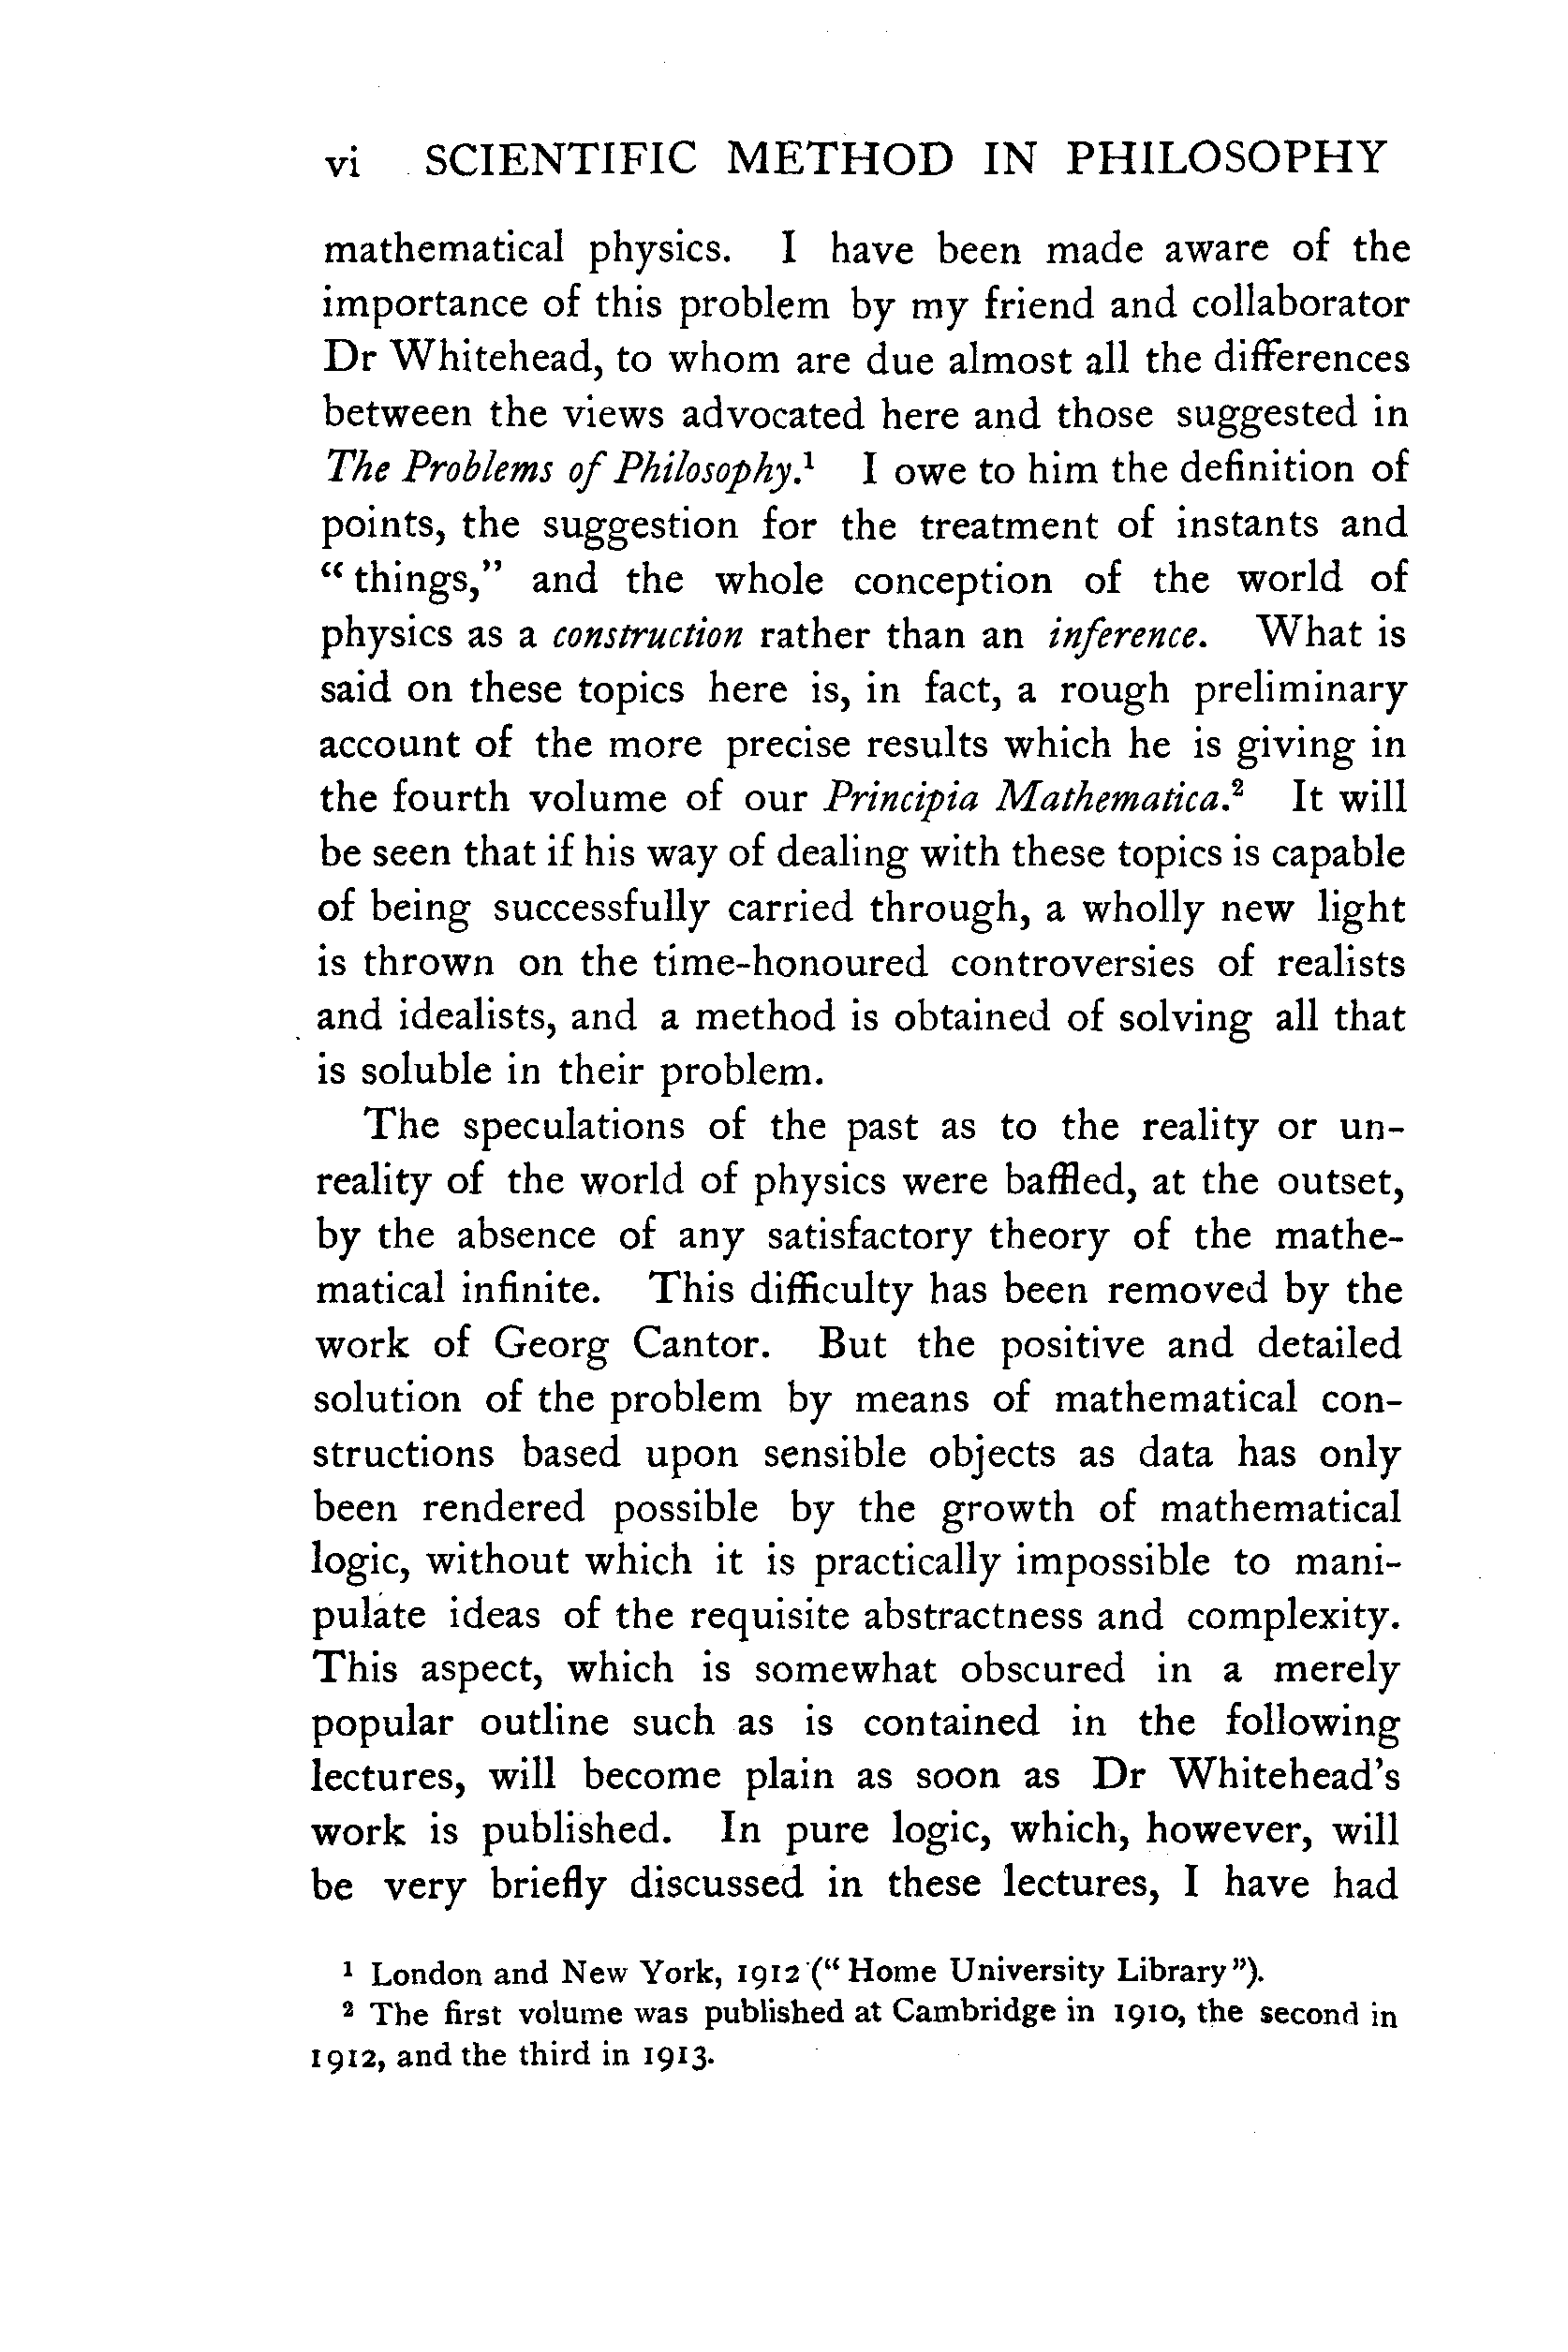 vi SCIENTIFIC METHOD IN PHILOSOPHY
mathematical physics. I have been made aware of the
importance of this problem by my friend and collaborator
Dr Whitehead, to whom are due almost all the differences
between the views advocated here and those suggested in
The Problems of Philosophy.¹ I owe to him the definition of
points, the suggestion for the treatment of instants and
“things,” and the whole conception of the world of
physics as a construction rather than an inference. What is
said on these topics here is, in fact, a rough preliminary
account of the more precise results which he is giving in
the fourth volume of our Principia Mathematica.² It will
be seen that if his way of dealing with these topics is capable
of being successfully carried through, a wholly new light
is thrown on the time-honoured controversies of realists
and idealists, and a method is obtained of solving all that
is soluble in their problem.
The speculations of the past as to the reality or un-
reality of the world of physics were baffled, at the outset,
by the absence of any satisfactory theory of the mathe-
matical infinite. This difficulty has been removed by the
work of Georg Cantor. But the positive and detailed
solution of the problem by means of mathematical con-
structions based upon sensible objects as data has only
been rendered possible by the growth of mathematical
logic, without which it is practically impossible to mani-
pulate ideas of the requisite abstractness and complexity.
This aspect, which is somewhat obscured in a merely
popular outline such as is contained in the following
lectures, will become plain as soon as Dr Whitehead's
work is published. In pure logic, which, however, will
be very briefly discussed in these lectures, I have had
¹ London and New York, 1912 (“Home University Library”).
² The first volume was published at Cambridge in 1910, the second in
1912, and the third in 1913.